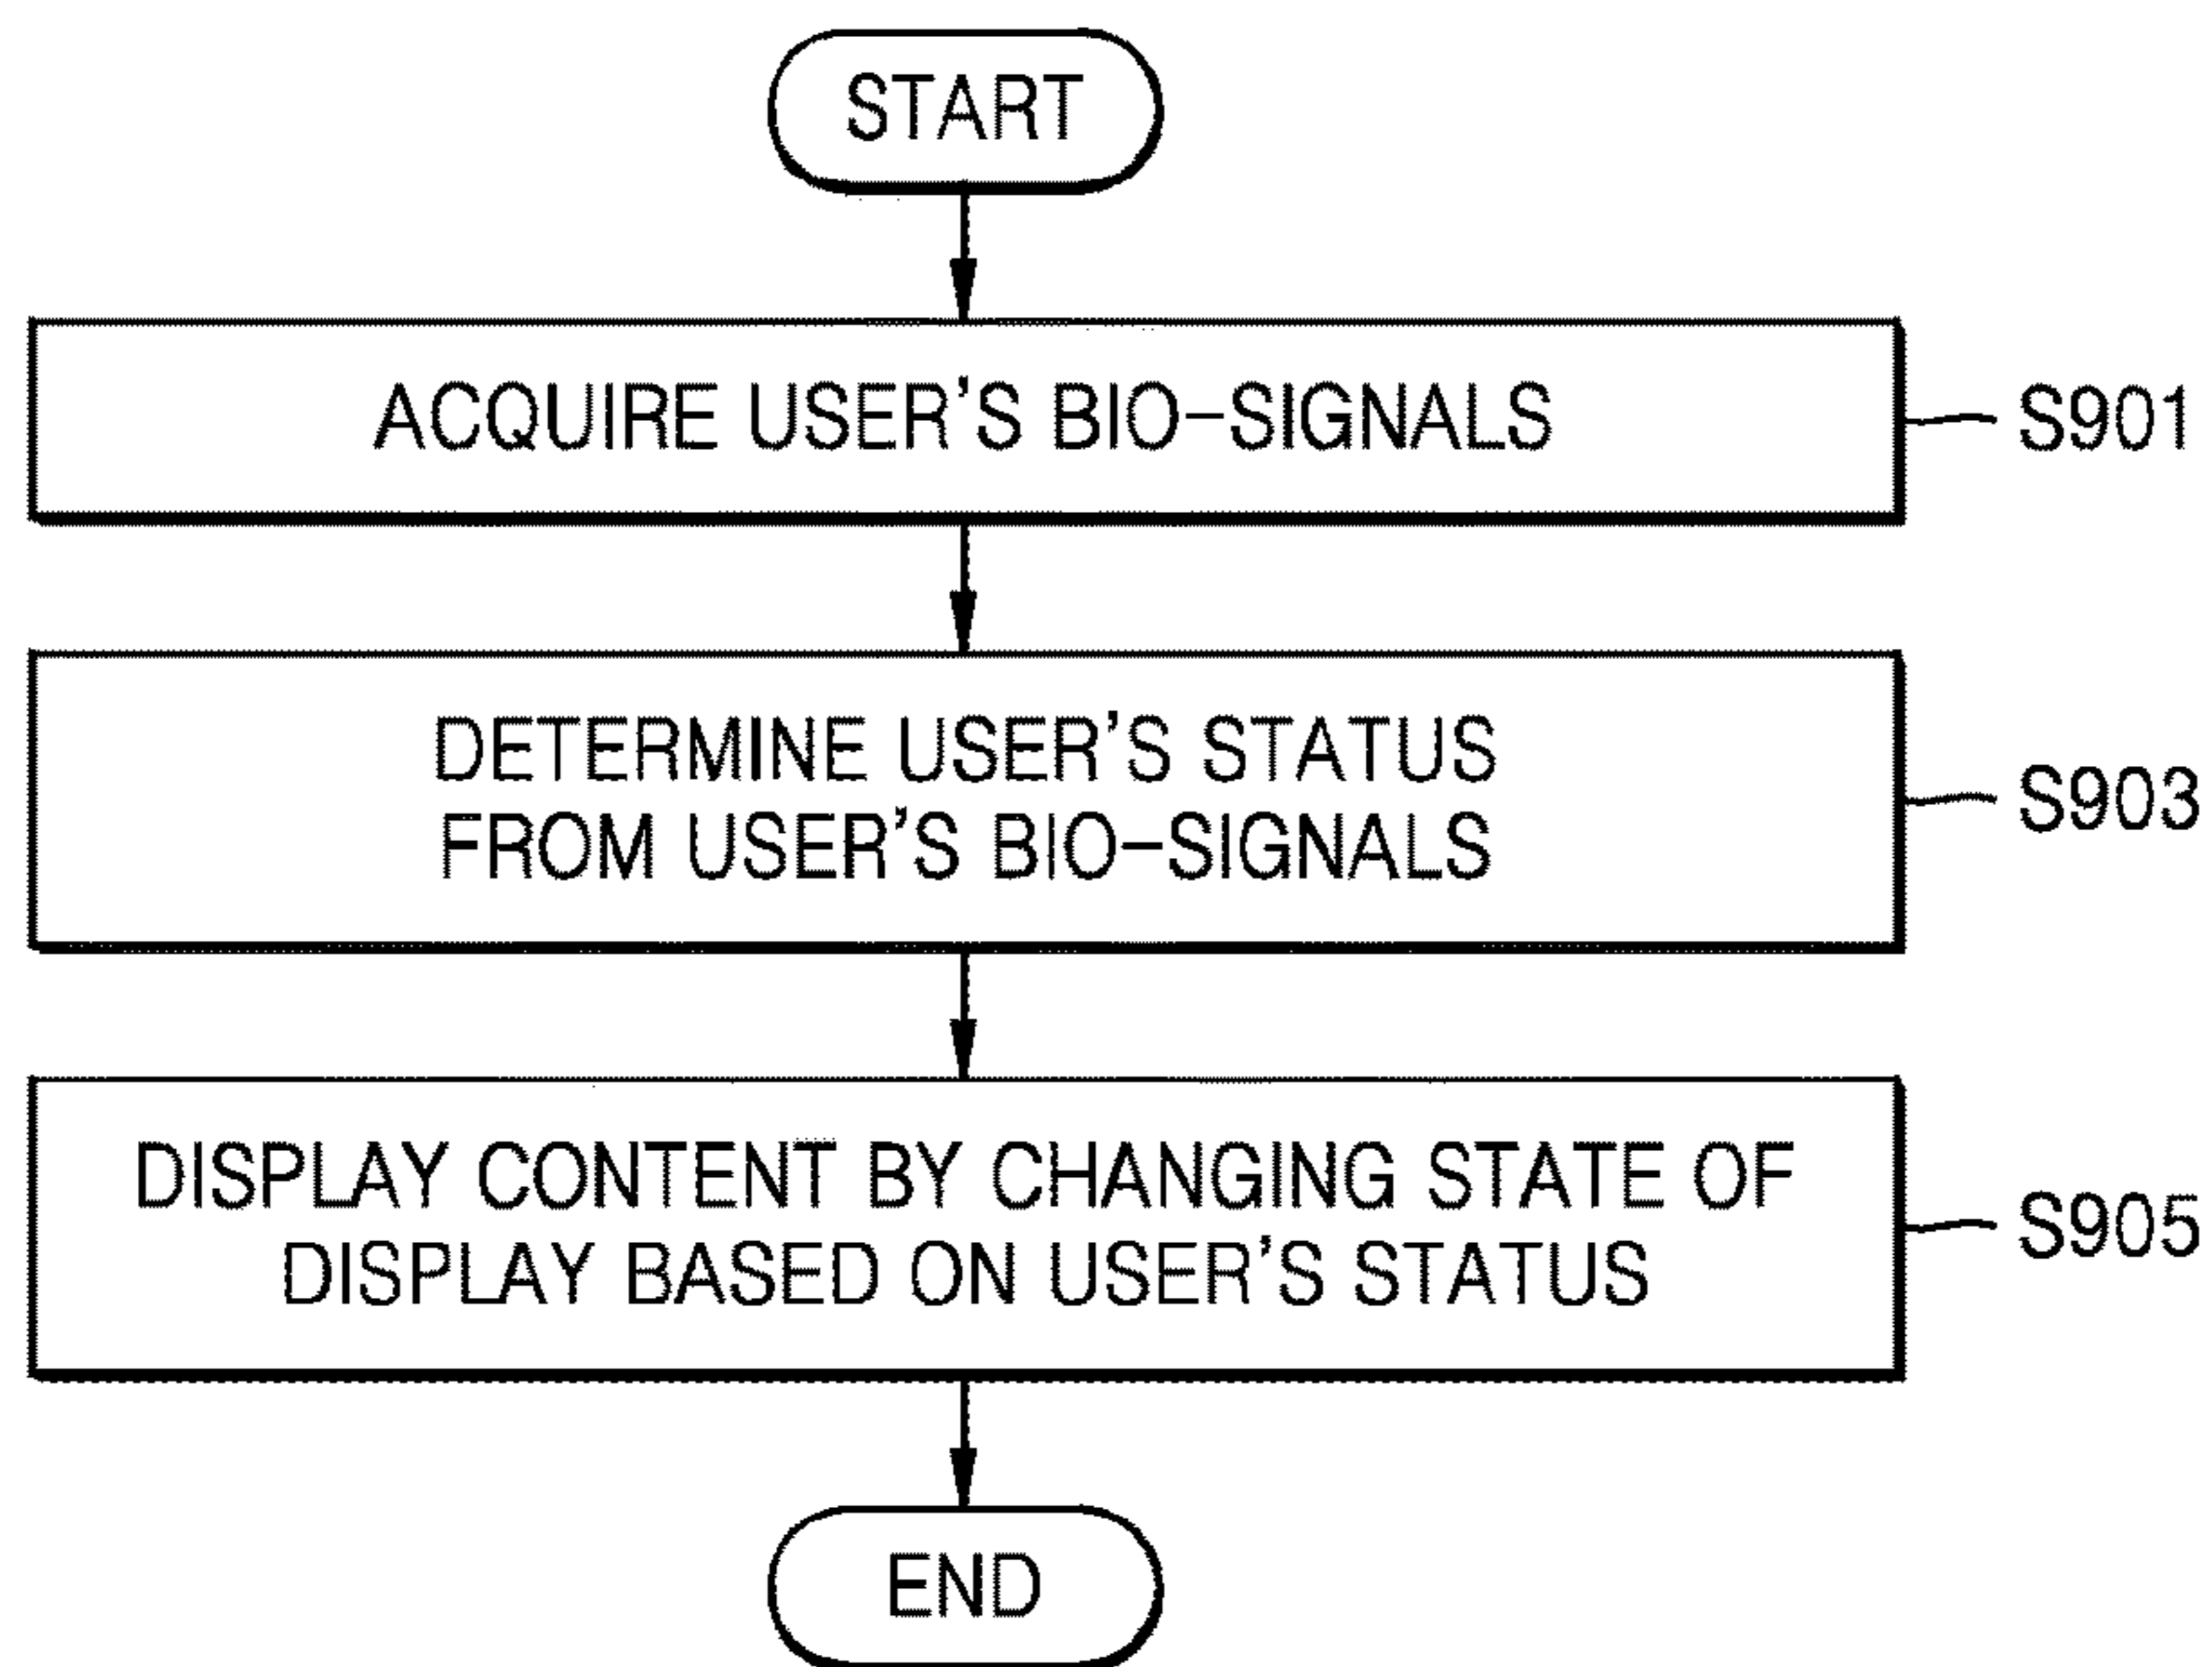 START
ACQUIRE USER'S BIO-SIGNALS
S901
DETERMINE USER'S STATUS
FROM USER'S BIO-SIGNALS
S903
DISPLAY CONTENT BY CHANGING STATE OF
DISPLAY BASED ON USER'S STATUS
S905
END